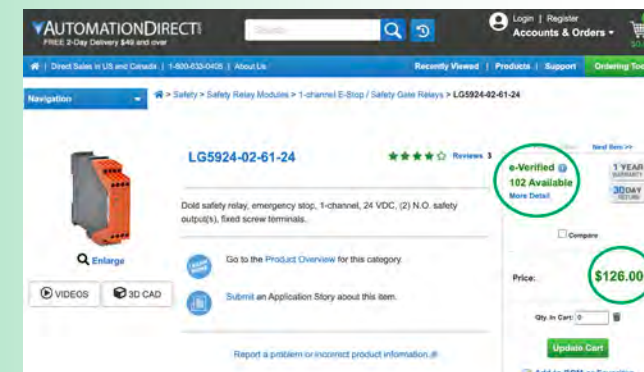 AUTOMATIONDIRECT
FREE 2-Day Delivery $49 and over
Search
Login | Register
Accounts & Orders
Direct Sales in US and Canada | 1-800-633-0405 | About Us
Recently Viewed | Products | Support
Ordering
Navigation
> Safety > Safety Relay Modules > 1-channel E-Stop / Safety Gate Relays > LG5924-02-61-24
LG5924-02-61-24
Reviews 3
Dold safety relay, emergency stop, 1-channel, 24 VDC, (2) N.O. safety
output(s), fixed screw terminals.
Enlarge
VIDEOS
3D CAD
Go to the Product Overview for this category.
Submit an Application Story about this item.
Report a problem or incorrect product information.
Next Item >>
e-Verified
102 Available
More Detail
1 YEAR
WARRANTY
30 DAY
RETURN
Compare
Price:
$126.00
Qty In Cart: 0
Update Cart